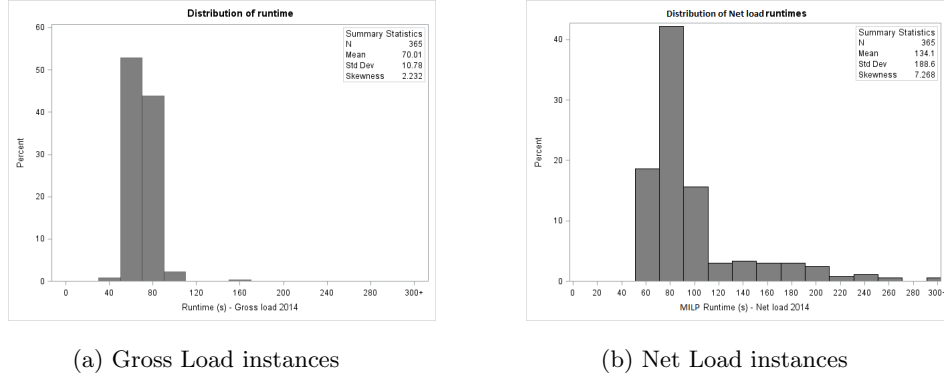 Distribution of runtime
Summary Statistics
N 365
Mean 70.01
Std Dev 10.78
Skewness 2.232
60
50
40
30
20
10
0
Percent
0 40 80 120 160 200 240 280 300+
Runtime (s) - Gross load 2014
(a) Gross Load instances
Distribution of Net load runtimes
Summary Statistics
N 365
Mean 134.1
Std Dev 188.6
Skewness 7.268
40
30
20
10
0
Percent
0 20 40 60 80 100 120 140 160 180 200 220 240 260 280 300+
MILP Runtime (s) - Net load 2014
(b) Net Load instances